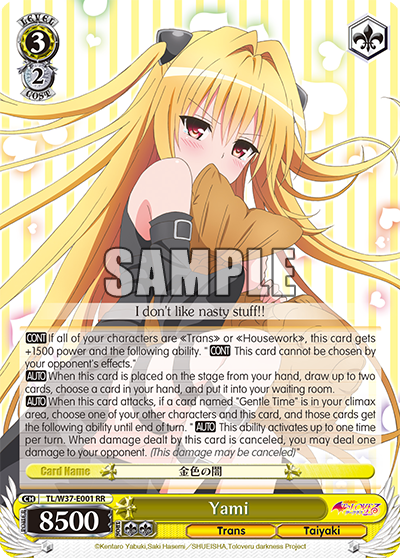 LEVEL
3
2
COST
SAMPLE
I don't like nasty stuff!!
CONT If all of your characters are «Trans» or «Housework», this card gets
+1500 power and the following ability. "CONT This card cannot be chosen by
your opponent's effects."
AUTO When this card is placed on the stage from your hand, draw up to two
cards, choose a card in your hand, and put it into your waiting room.
AUTO When this card attacks, if a card named "Gentle Time" is in your climax
area, choose one of your other characters and this card, and those cards get
the following ability until end of turn. "AUTO This ability activates up to one
time per turn. When damage dealt by this card is canceled, you may deal one
damage to your opponent. (This damage may be canceled)"
Card Name
金色の闇
CD
TL/W37-E001 RR
POWER
8500
SOUL
Yami
Trans
Taiyaki
©Kentaro Yabuki,Saki Hasemi／SHUEISHA,Toloveru darkness Project